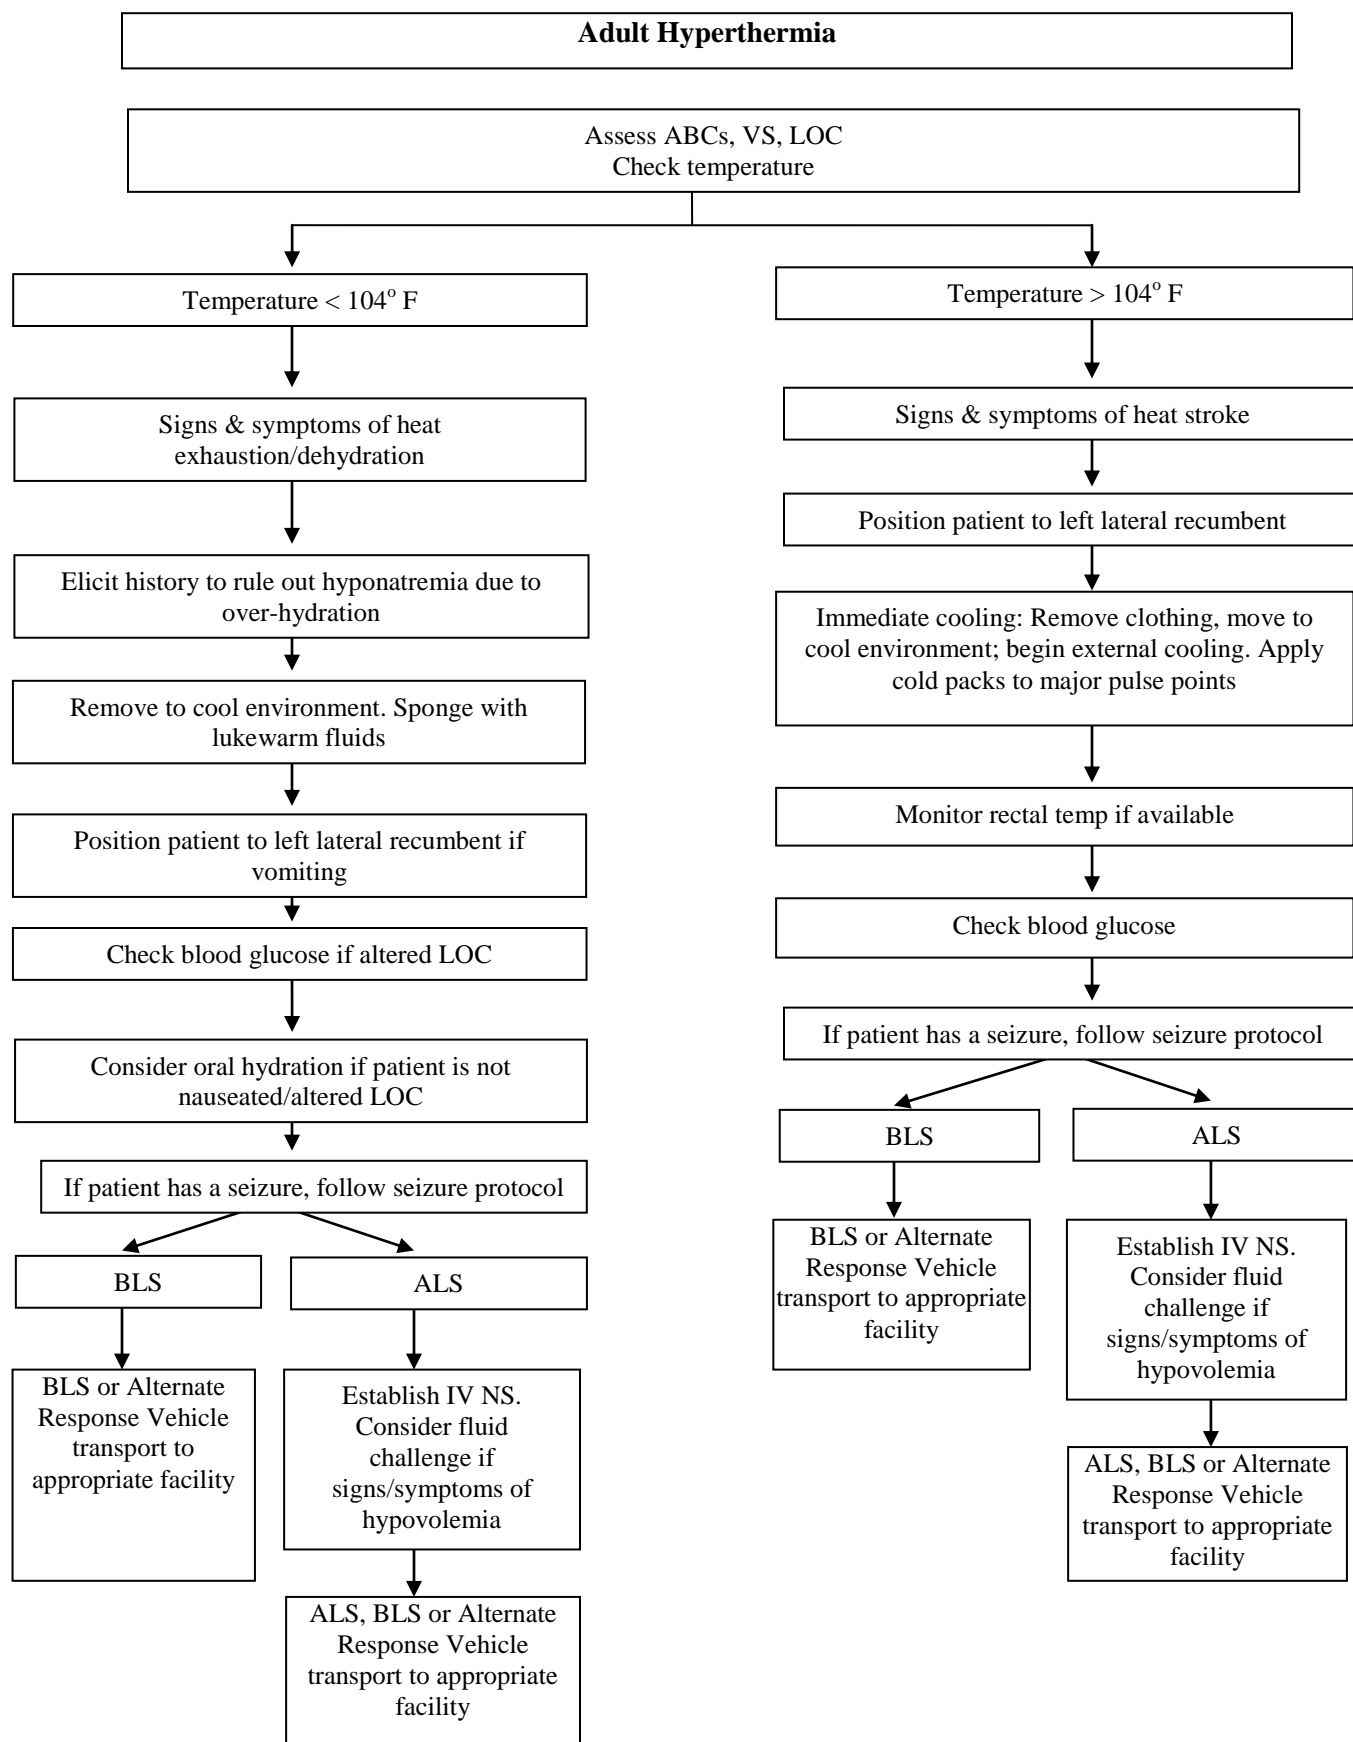 Adult Hyperthermia
Assess ABCs, VS, LOC
Check temperature
Temperature < 104° F
Signs & symptoms of heat
exhaustion/dehydration
Elicit history to rule out hyponatremia due to
over-hydration
Remove to cool environment. Sponge with
lukewarm fluids
Position patient to left lateral recumbent if
vomiting
Check blood glucose if altered LOC
Consider oral hydration if patient is not
nauseated/altered LOC
If patient has a seizure, follow seizure protocol
BLS
BLS or Alternate
Response Vehicle
transport to
appropriate facility
ALS
Establish IV NS.
Consider fluid
challenge if
signs/symptoms of
hypovolemia
ALS, BLS or Alternate
Response Vehicle
transport to appropriate
facility
Temperature > 104° F
Signs & symptoms of heat stroke
Position patient to left lateral recumbent
Immediate cooling: Remove clothing, move to
cool environment; begin external cooling. Apply
cold packs to major pulse points
Monitor rectal temp if available
Check blood glucose
If patient has a seizure, follow seizure protocol
BLS
BLS or Alternate
Response Vehicle
transport to appropriate
facility
ALS
Establish IV NS.
Consider fluid
challenge if
signs/symptoms of
hypovolemia
ALS, BLS or Alternate
Response Vehicle
transport to appropriate
facility